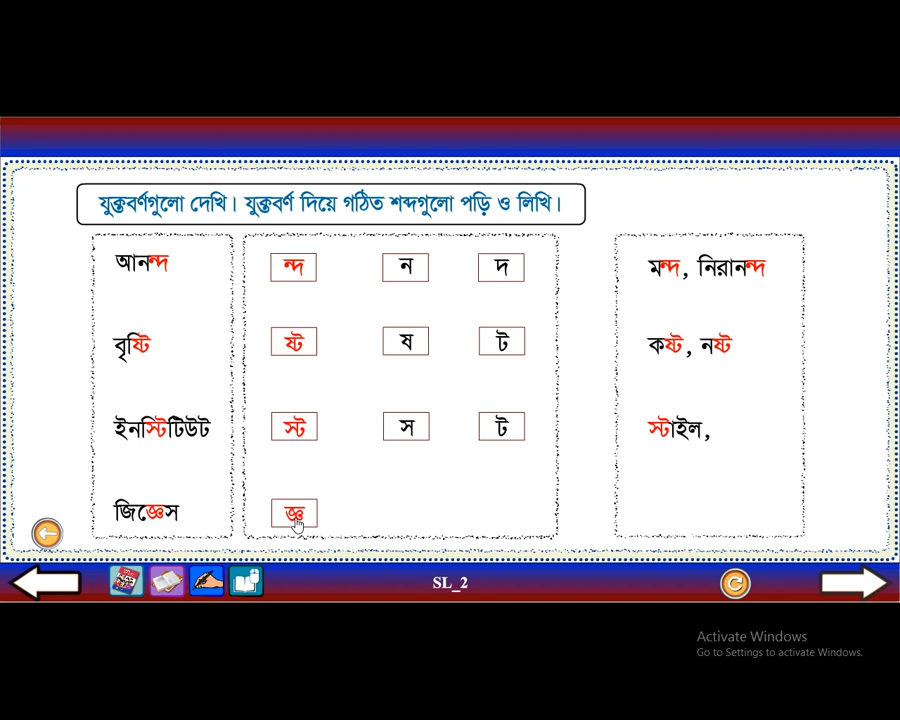 যুক্তবর্ণগুলো দেখি। যুক্তবর্ণ দিয়ে গঠিত শব্দগুলো পড়ি ও লিখি।
আনন্দ ন্দ ন দ মন্দ, নিরানন্দ
বৃষ্টি ষ্ট ষ ট কষ্ট, নষ্ট
ইনস্টিটিউট স্ট স ট স্টাইল,
জিজ্ঞেস জ্ঞ
SL_2
Activate Windows
Go to Settings to activate Windows.